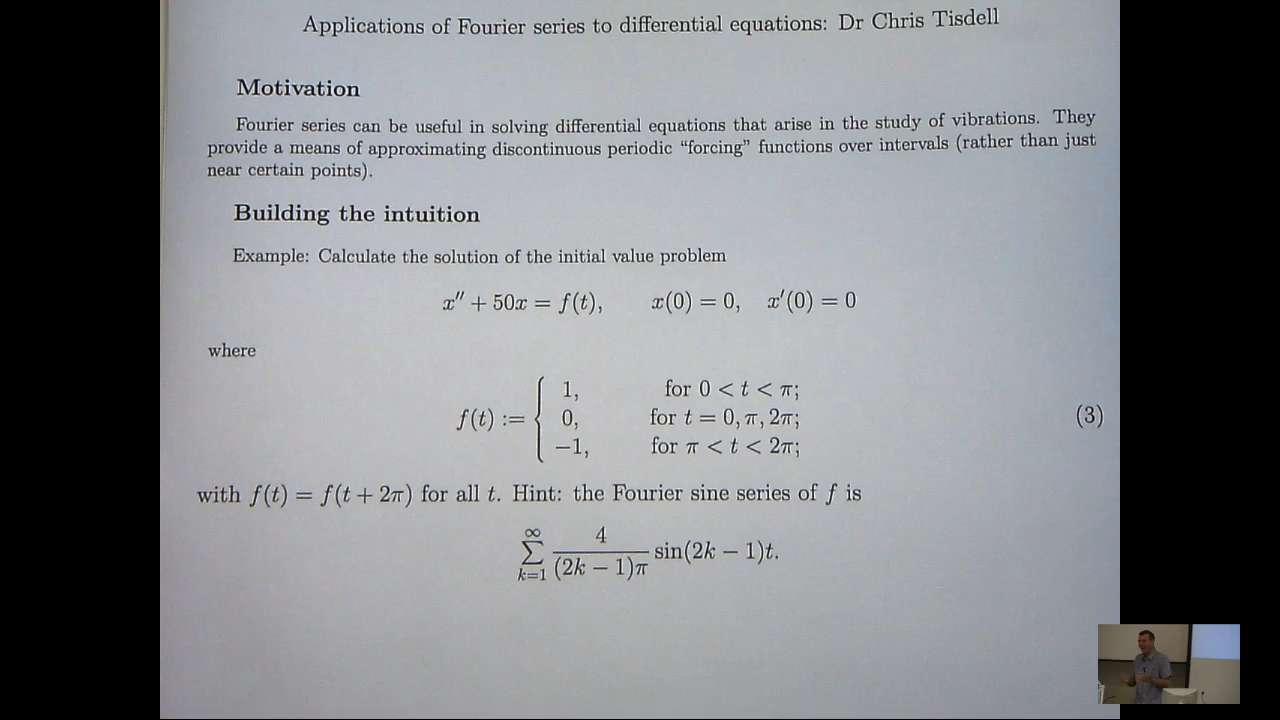 Applications of Fourier series to differential equations: Dr Chris Tisdell
Motivation
Fourier series can be useful in solving differential equations that arise in the study of vibrations. They
provide a means of approximating discontinuous periodic “forcing” functions over intervals (rather than just
near certain points).
Building the intuition
Example: Calculate the solution of the initial value problem
x″ + 50x = f(t), x(0) = 0, x′(0) = 0
where
f(t) := { 1, for 0 < t < π;
0, for t = 0, π, 2π;
−1, for π < t < 2π;
(3)
with f(t) = f(t + 2π) for all t. Hint: the Fourier sine series of f is
∑_{k=1}^{∞} 4/((2k − 1)π) sin(2k − 1)t.